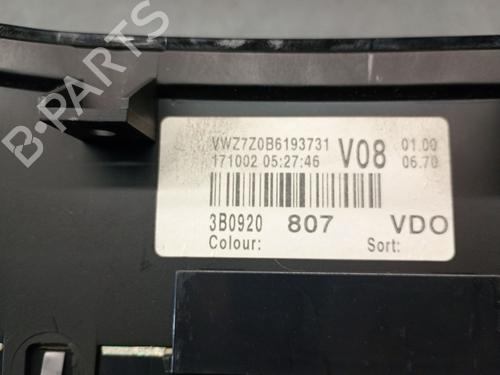 VWZ7Z0B6193731 V08 01.00
171002 05:27:46 06.70
3B0920 807 VDO
Colour: Sort:
B-PARTS